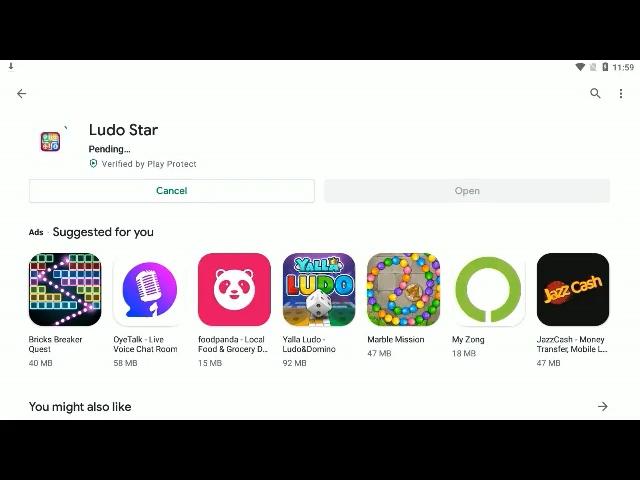 11:59
Ludo Star
Pending...
Verified by Play Protect
Cancel
Open
Ads · Suggested for you
YALLA
LUDO
Jazz Cash
Bricks Breaker
Quest
40 MB
OyeTalk - Live
Voice Chat Room
58 MB
foodpanda - Local
Food & Grocery D...
15 MB
Yalla Ludo -
Ludo&Domino
92 MB
Marble Mission
47 MB
My Zong
18 MB
JazzCash - Money
Transfer, Mobile L...
47 MB
You might also like